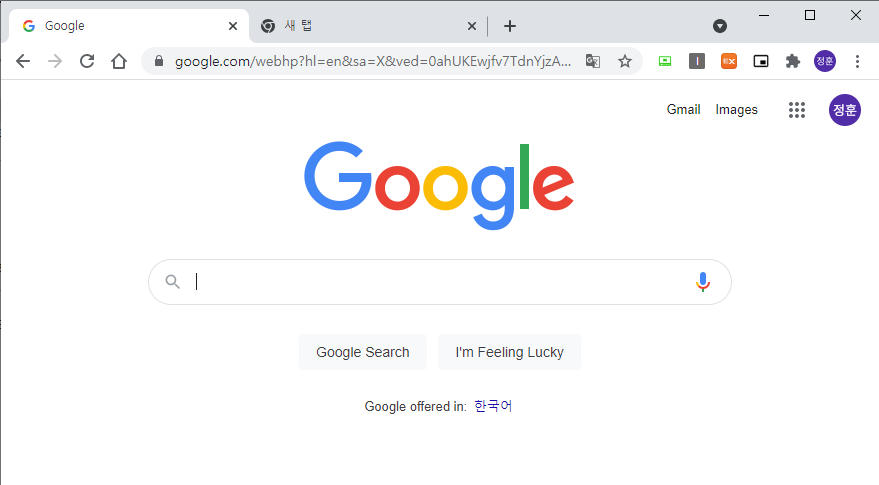 Google
새 탭
google.com/webhp?hl=en&sa=X&ved=0ahUKEwjfv7TdnYjzA...
정훈
Gmail Images 정훈
Google
Google Search I'm Feeling Lucky
Google offered in: 한국어